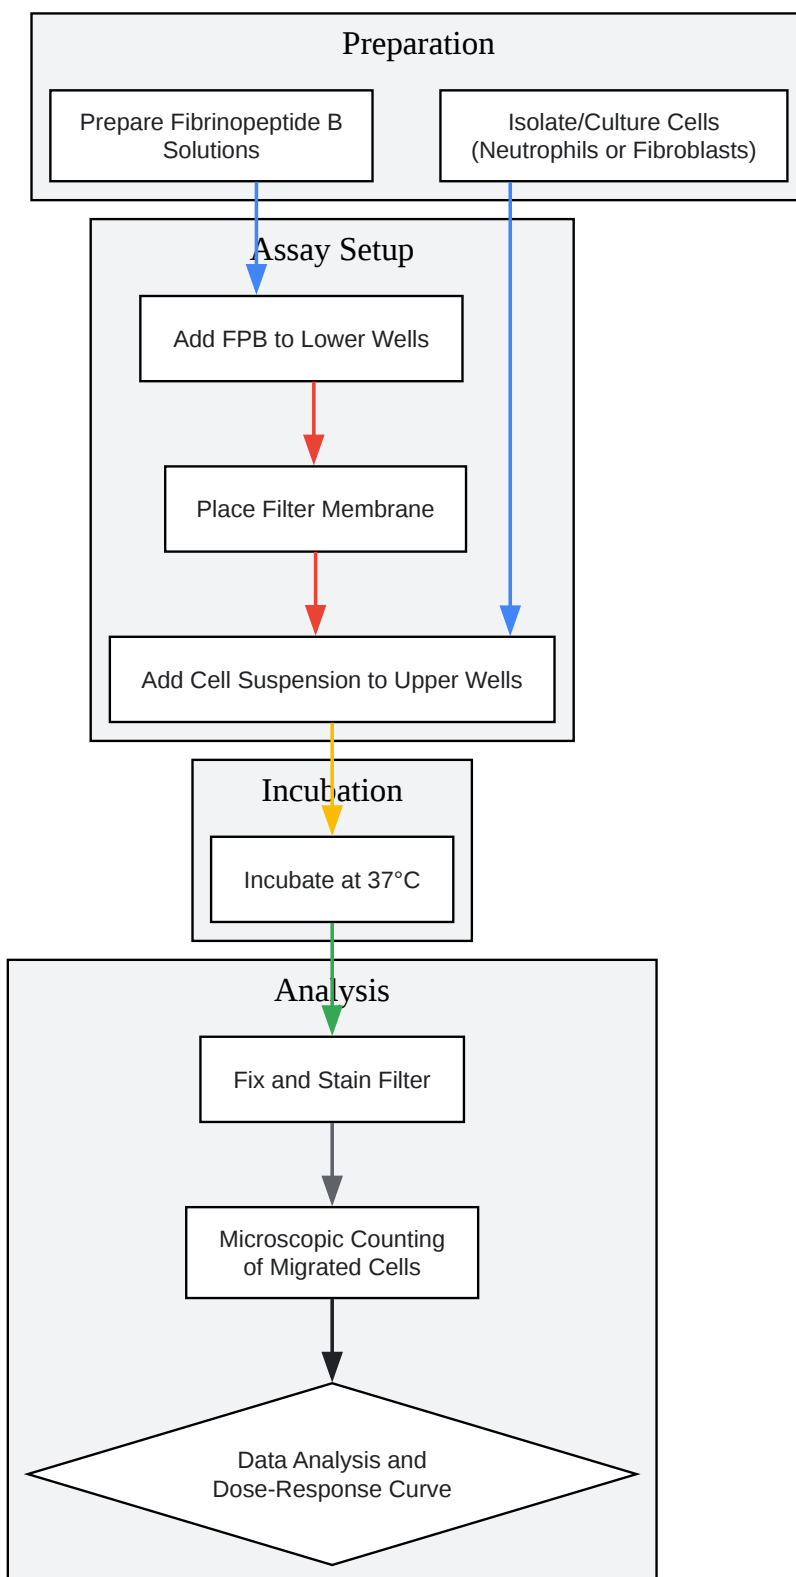 Preparation
Prepare Fibrinopeptide B
Solutions
Isolate/Culture Cells
(Neutrophils or Fibroblasts)
Assay Setup
Add FPB to Lower Wells
Place Filter Membrane
Add Cell Suspension to Upper Wells
Incubation
Incubate at 37°C
Analysis
Fix and Stain Filter
Microscopic Counting
of Migrated Cells
Data Analysis and
Dose-Response Curve